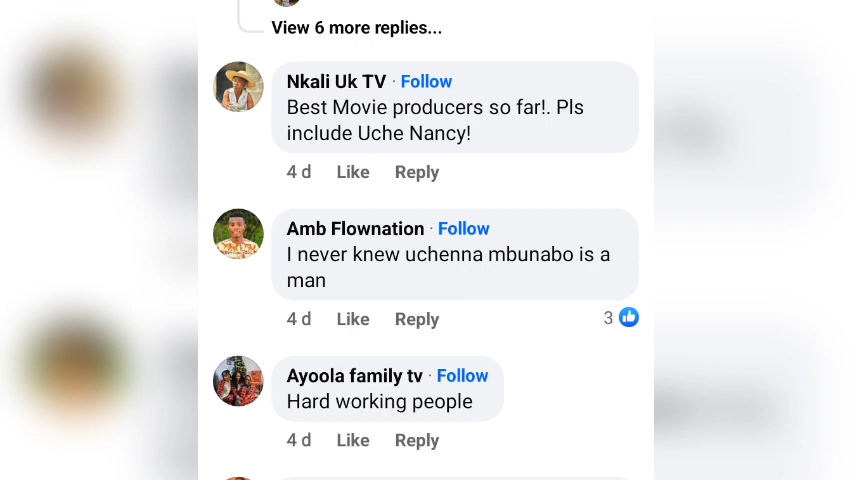 View 6 more replies...
Nkali Uk TV · Follow
Best Movie producers so far!. Pls
include Uche Nancy!
4 d Like Reply
Amb Flownation · Follow
I never knew uchenna mbunabo is a
man
4 d Like Reply 3
Ayoola family tv · Follow
Hard working people
4 d Like Reply